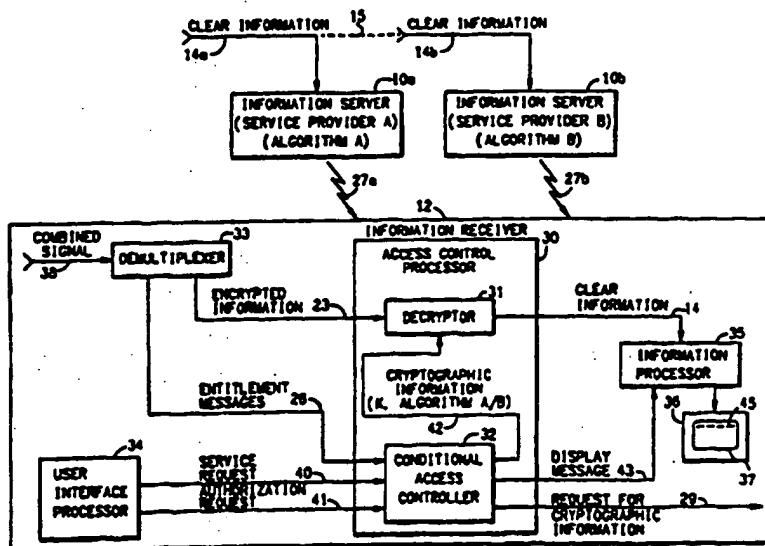 CLEAR INFORMATION
15
CLEAR INFORMATION
14a
14b
10a
10b
INFORMATION SERVER
(SERVICE PROVIDER A)
(ALGORITHM A)
INFORMATION SERVER
(SERVICE PROVIDER B)
(ALGORITHM B)
27a
27b
12
COMBINED
SIGNAL
38
33
DEMULTIPLEXER
INFORMATION RECEIVER
30
ACCESS CONTROL
PROCESSOR
ENCRYPTED
INFORMATION
23
31
DECRYPTOR
CLEAR
INFORMATION
14
35
INFORMATION
PROCESSOR
CRYPTOGRAPHIC
INFORMATION
(K, ALGORITHM A/B)
42
ENTITLEMENT
MESSAGES
26
36
45
37
34
USER
INTERFACE
PROCESSOR
SERVICE
REQUEST
40
AUTHORIZATION
REQUEST
41
32
CONDITIONAL
ACCESS
CONTROLLER
DISPLAY
MESSAGE
43
REQUEST FOR
CRYPTOGRAPHIC
INFORMATION
29